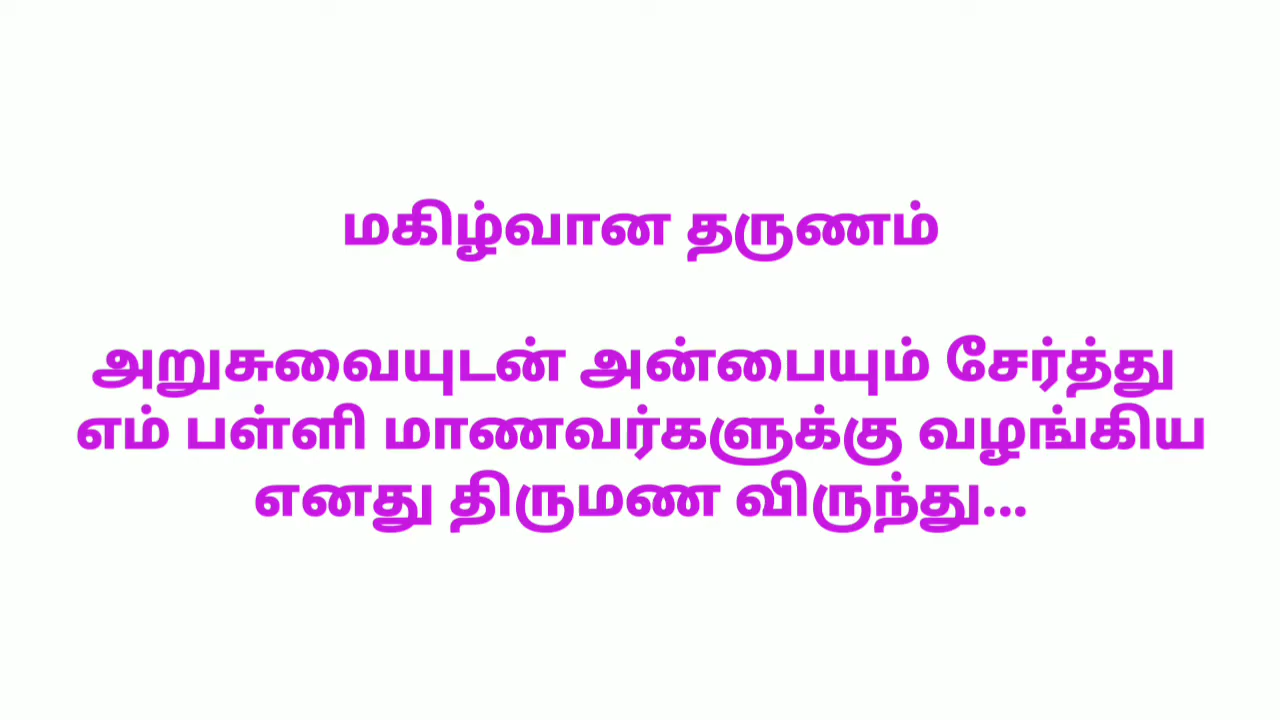 மகிழ்வான தருணம்
அறுசுவையுடன் அன்பையும் சேர்த்து
எம் பள்ளி மாணவர்களுக்கு வழங்கிய
எனது திருமண விருந்து...